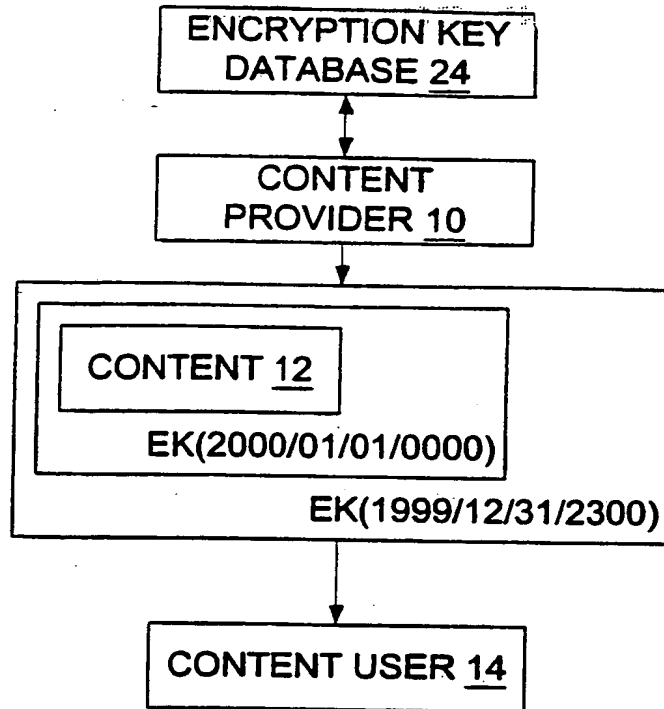 ENCRYPTION KEY
DATABASE 24
CONTENT
PROVIDER 10
CONTENT 12
EK(2000/01/01/0000)
EK(1999/12/31/2300)
CONTENT USER 14